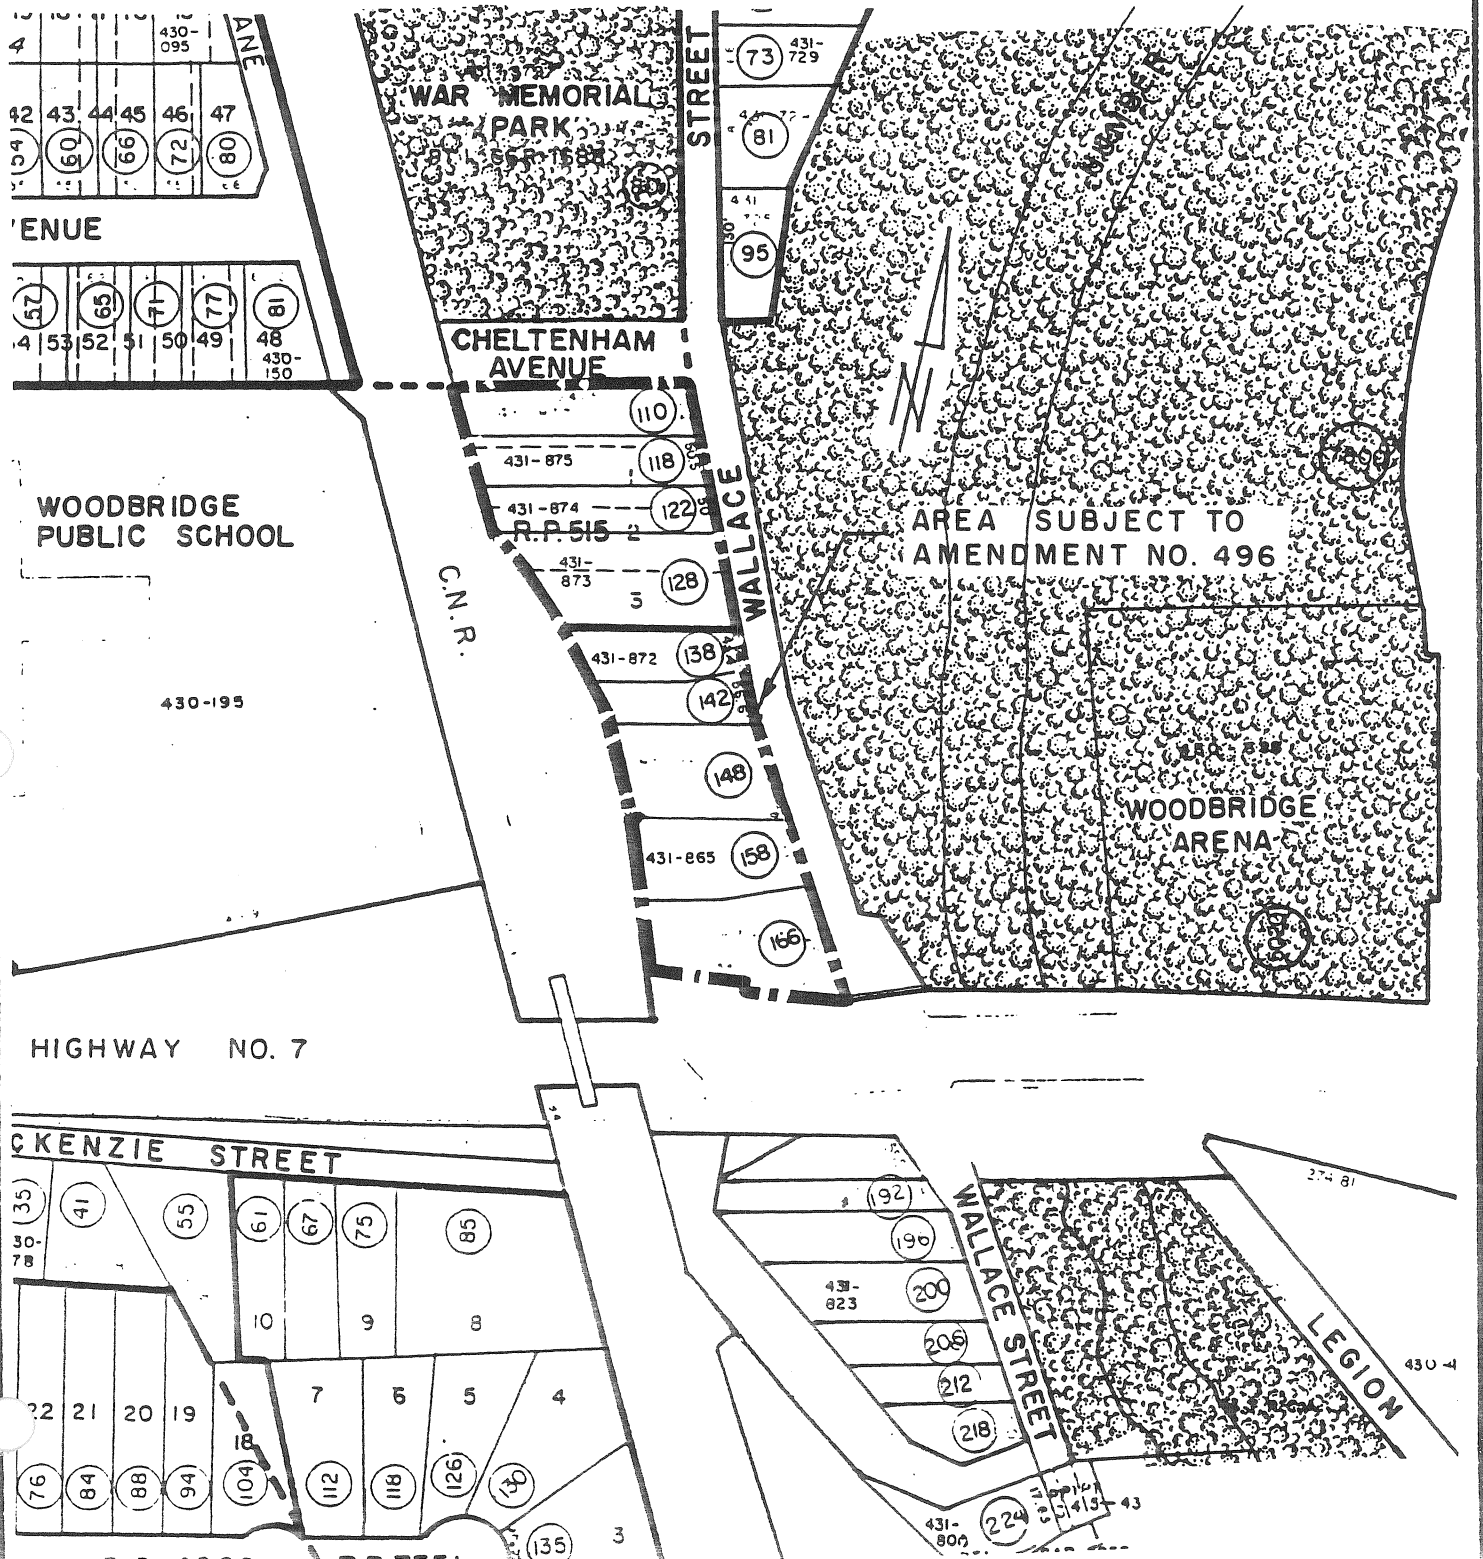 430-
095
ANE
42 43 44 45 46 47
60 66 72 80
'ENUE
57 65 71 77 81
53 52 51 50 49 48
430-
150
WAR MEMORIAL
PARK
STREET
73 431-
729
81
95
HUMBER
CHELTENHAM
AVENUE
110
431-875 118
431-874 122
R.P. 515 2
431-
873 128
3
431-872 138
142
148
431-865 158
166
WALLACE
AREA SUBJECT TO
AMENDMENT NO. 496
WOODBRIDGE
PUBLIC SCHOOL
C.N.R.
430-195
WOODBRIDGE
ARENA
HIGHWAY NO. 7
CKENZIE STREET
35 41 55 61 67 75 85
30-
78
10 9 8
192
196
431-
823 200
206
212
218
WALLACE STREET
LEGION
22 21 20 19 18 7 6 5 4
76 84 88 94 104 112 118 126 130
135 3
431-
800 224
415-43